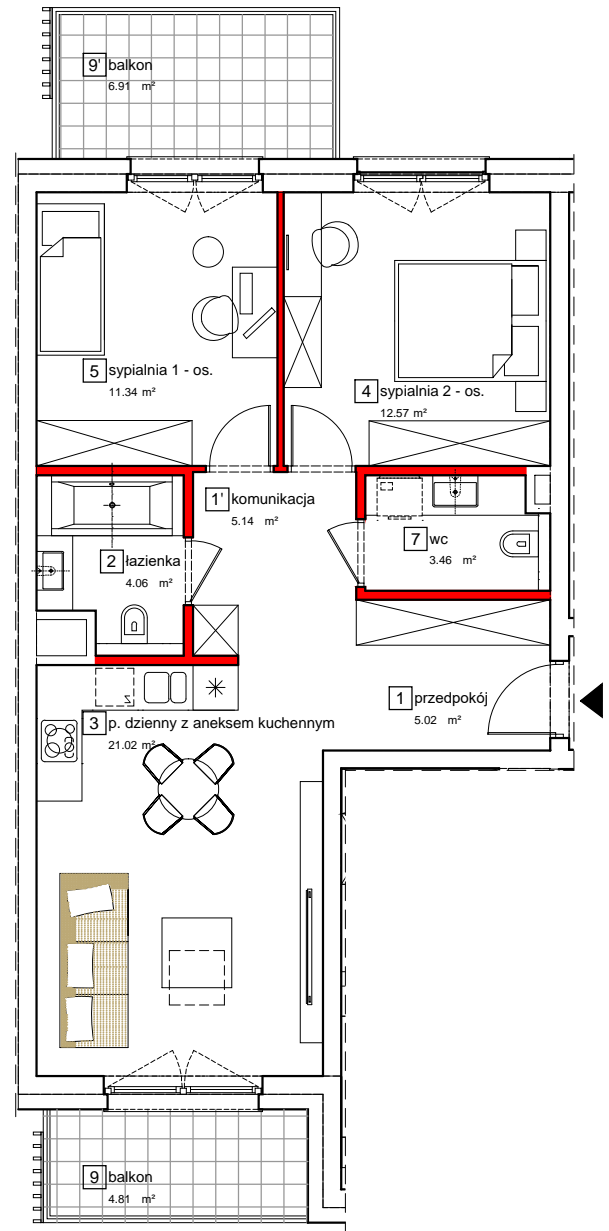 9' balkon
6.91 m²
5 sypialnia 1 - os.
11.34 m²
4 sypialnia 2 - os.
12.57 m²
1' komunikacja
5.14 m²
7 wc
3.46 m²
2 łazienka
4.06 m²
1 przedpokój
5.02 m²
3 p. dzienny z aneksem kuchennym
21.02 m²
9 balkon
4.81 m²